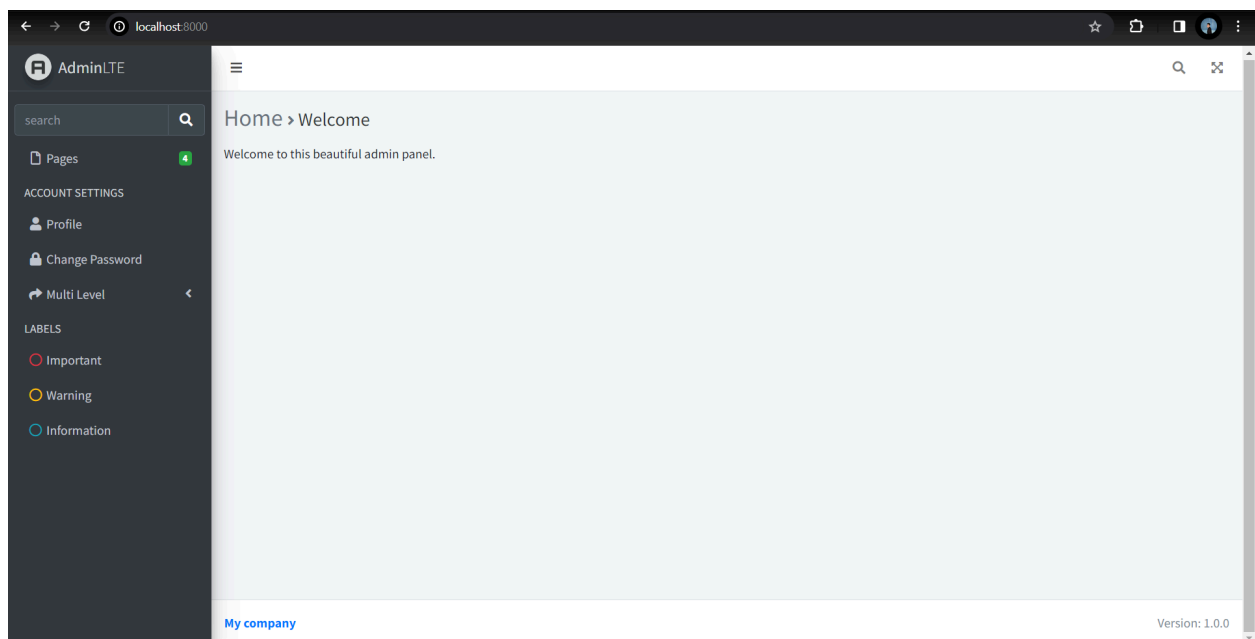 localhost:8000
AdminLTE
search
Pages 4
ACCOUNT SETTINGS
Profile
Change Password
Multi Level
LABELS
Important
Warning
Information
Home › Welcome
Welcome to this beautiful admin panel.
My company
Version: 1.0.0